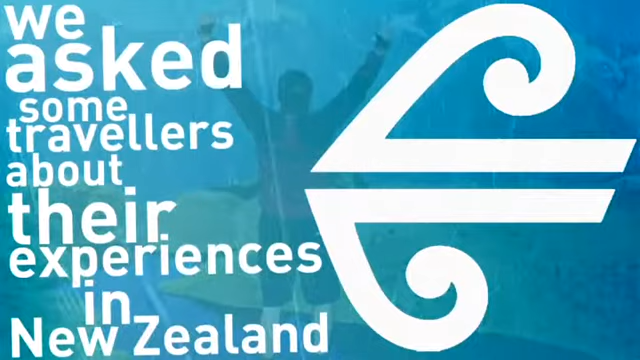 we
asked
some
travellers
about
their
experiences
in
New Zealand